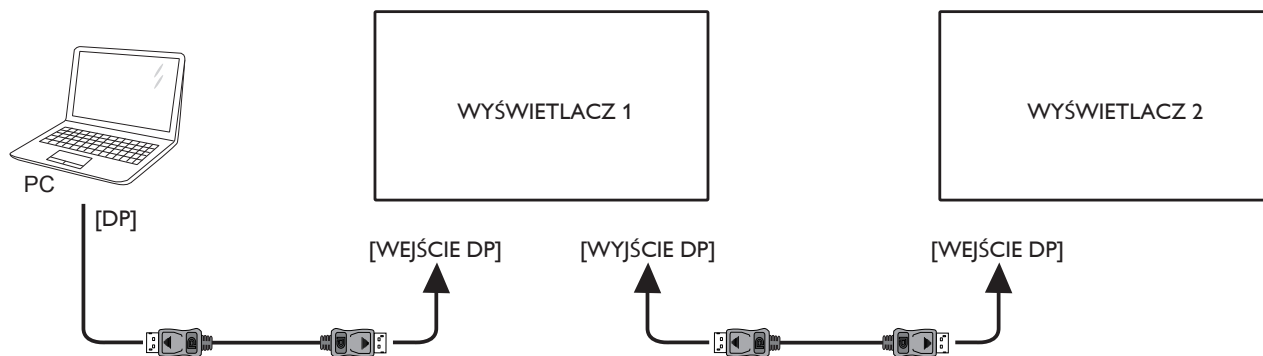 WYŚWIETLACZ 1
WYŚWIETLACZ 2
PC
[DP]
[WEJŚCIE DP]
[WYJŚCIE DP]
[WEJŚCIE DP]